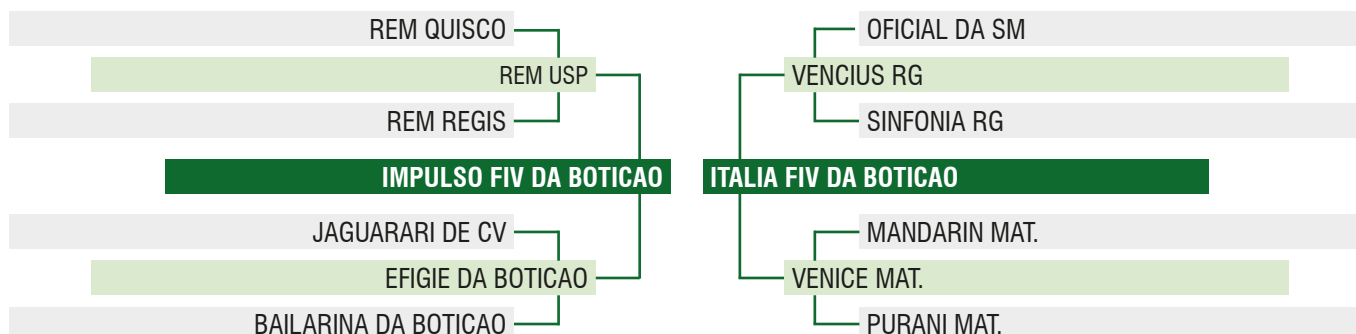 REM QUISCO
REM USP
REM REGIS
IMPULSO FIV DA BOTICAO
JAGUARARI DE CV
EFIGIE DA BOTICAO
BAILARINA DA BOTICAO
OFICIAL DA SM
VENCIUS RG
SINFONIA RG
ITALIA FIV DA BOTICAO
MANDARIN MAT.
VENICE MAT.
PURANI MAT.